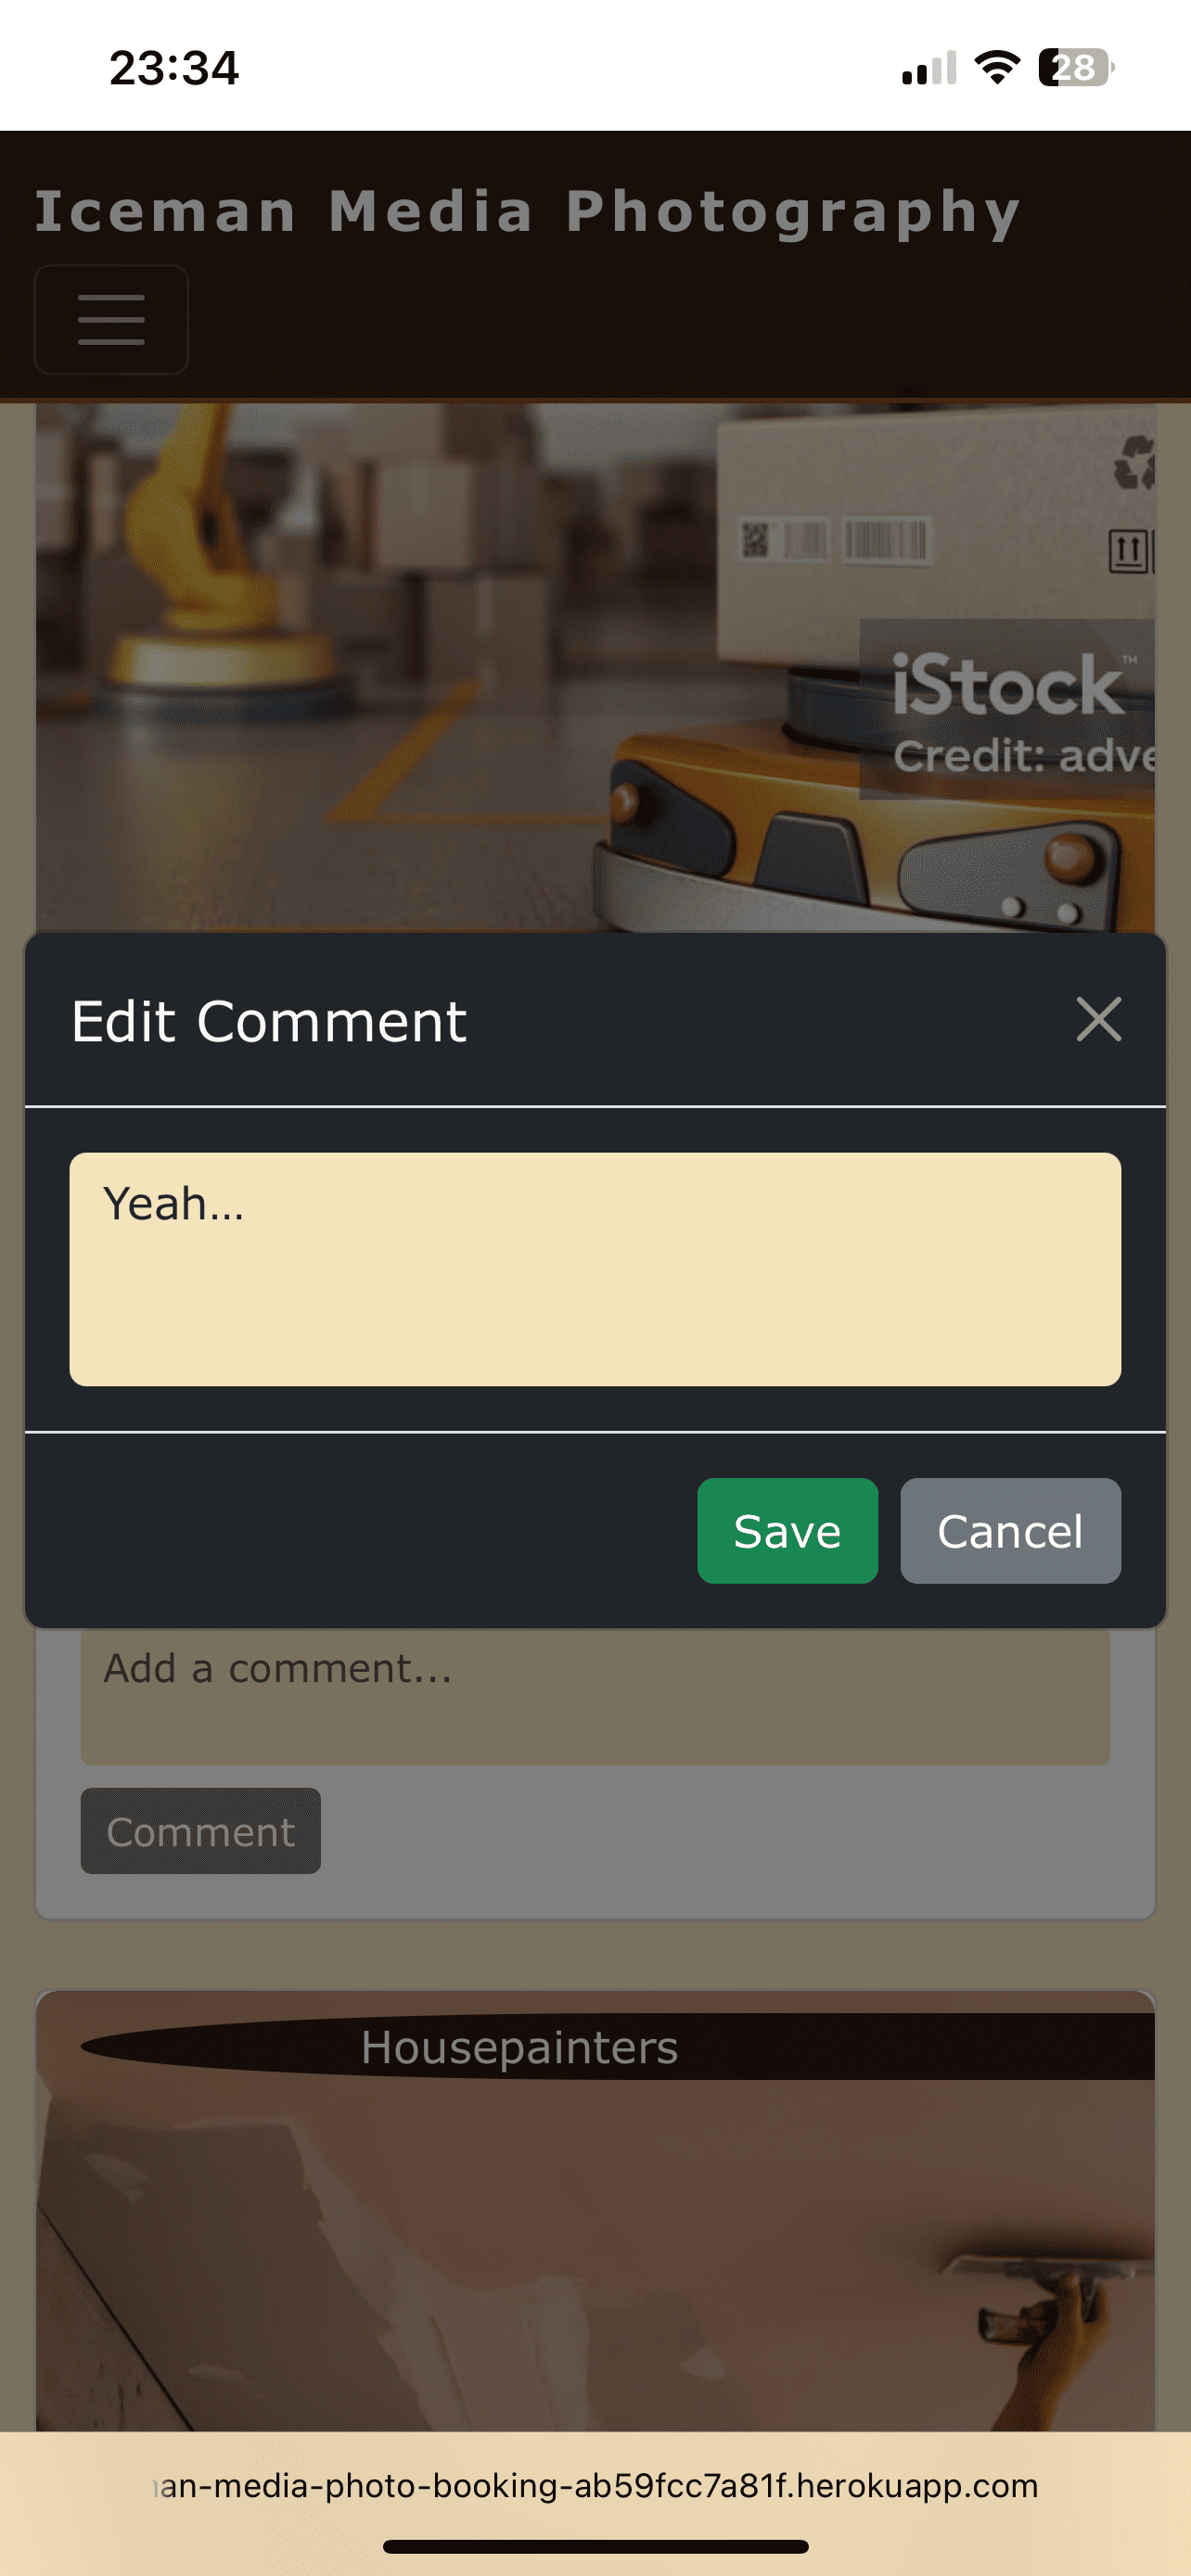 23:34
28
Iceman Media Photography
iStock™
Credit: adve
Edit Comment
Yeah...
Save
Cancel
Add a comment...
Comment
Housepainters
an-media-photo-booking-ab59fcc7a81f.herokuapp.com